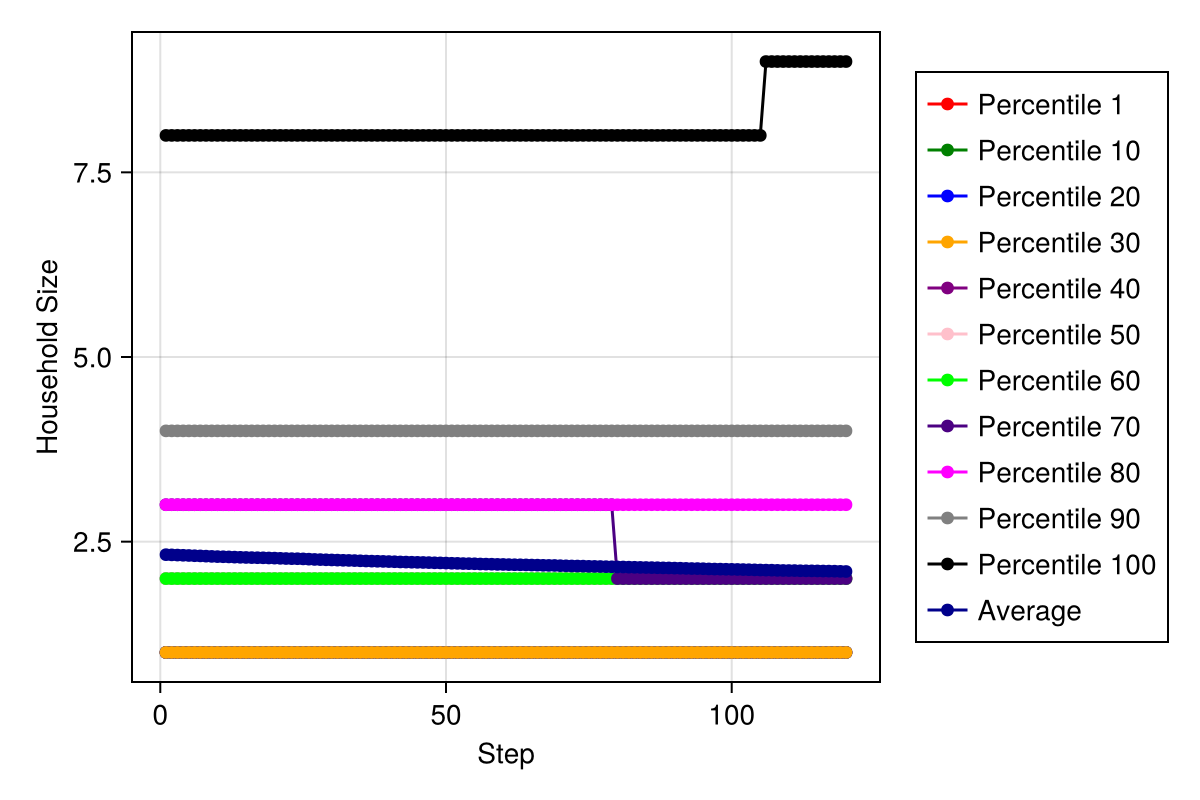 7.5
5.0
2.5
Household Size
0
50
100
Step
Percentile 1
Percentile 10
Percentile 20
Percentile 30
Percentile 40
Percentile 50
Percentile 60
Percentile 70
Percentile 80
Percentile 90
Percentile 100
Average